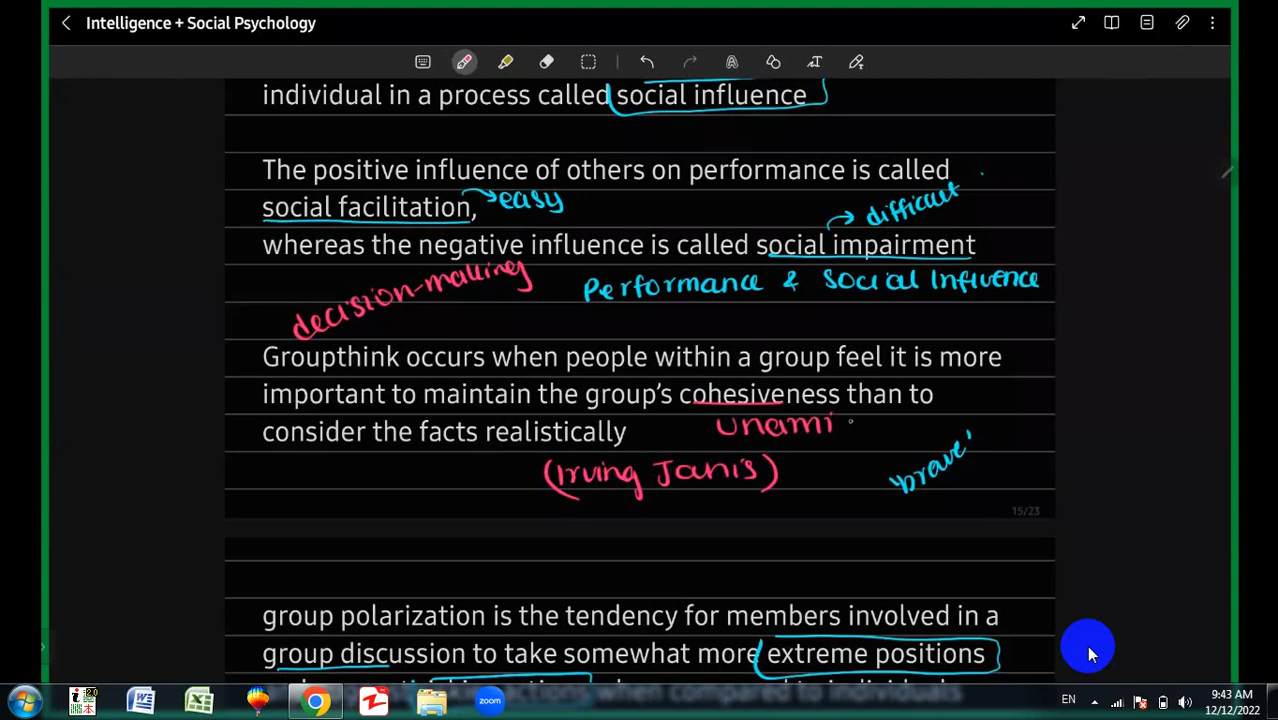 Intelligence + Social Psychology
individual in a process called social influence
The positive influence of others on performance is called
social facilitation, easy
difficult
whereas the negative influence is called social impairment
decision-making
Performance & Social Influence
Groupthink occurs when people within a group feel it is more
important to maintain the group's cohesiveness than to
consider the facts realistically
unami
(Irving Janis)
'brave'
15/23
group polarization is the tendency for members involved in a
group discussion to take somewhat more extreme positions
zoom
EN
9:43 AM
12/12/2022